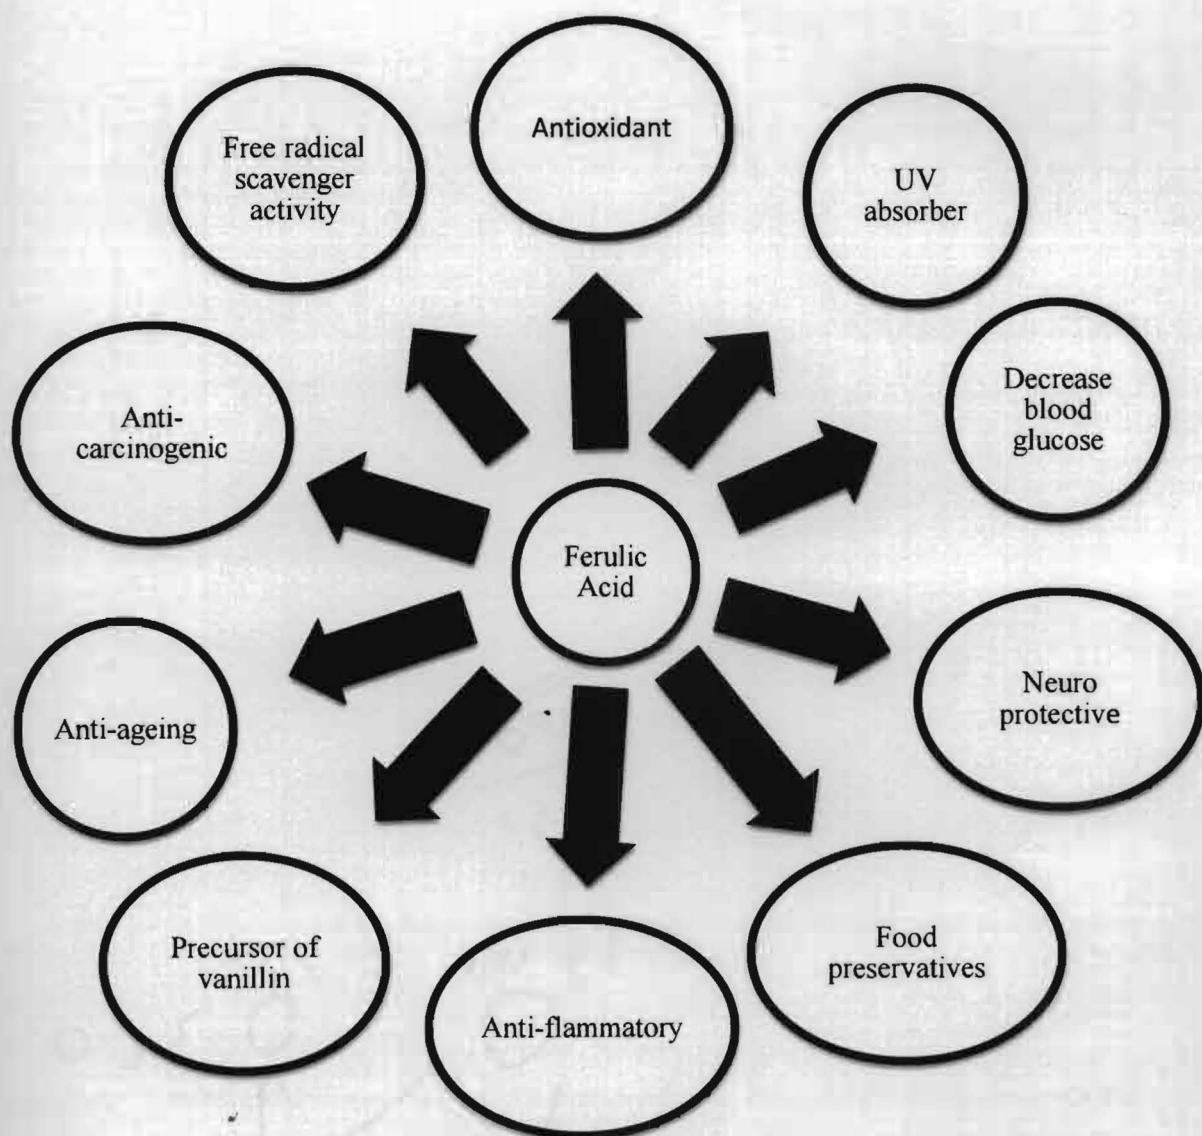 Antioxidant
Free radical
scavenger
activity
UV
absorber
Decrease
blood
glucose
Anti-
carcinogenic
Ferulic
Acid
Neuro
protective
Anti-ageing
Food
preservatives
Precursor of
vanillin
Anti-flammatory